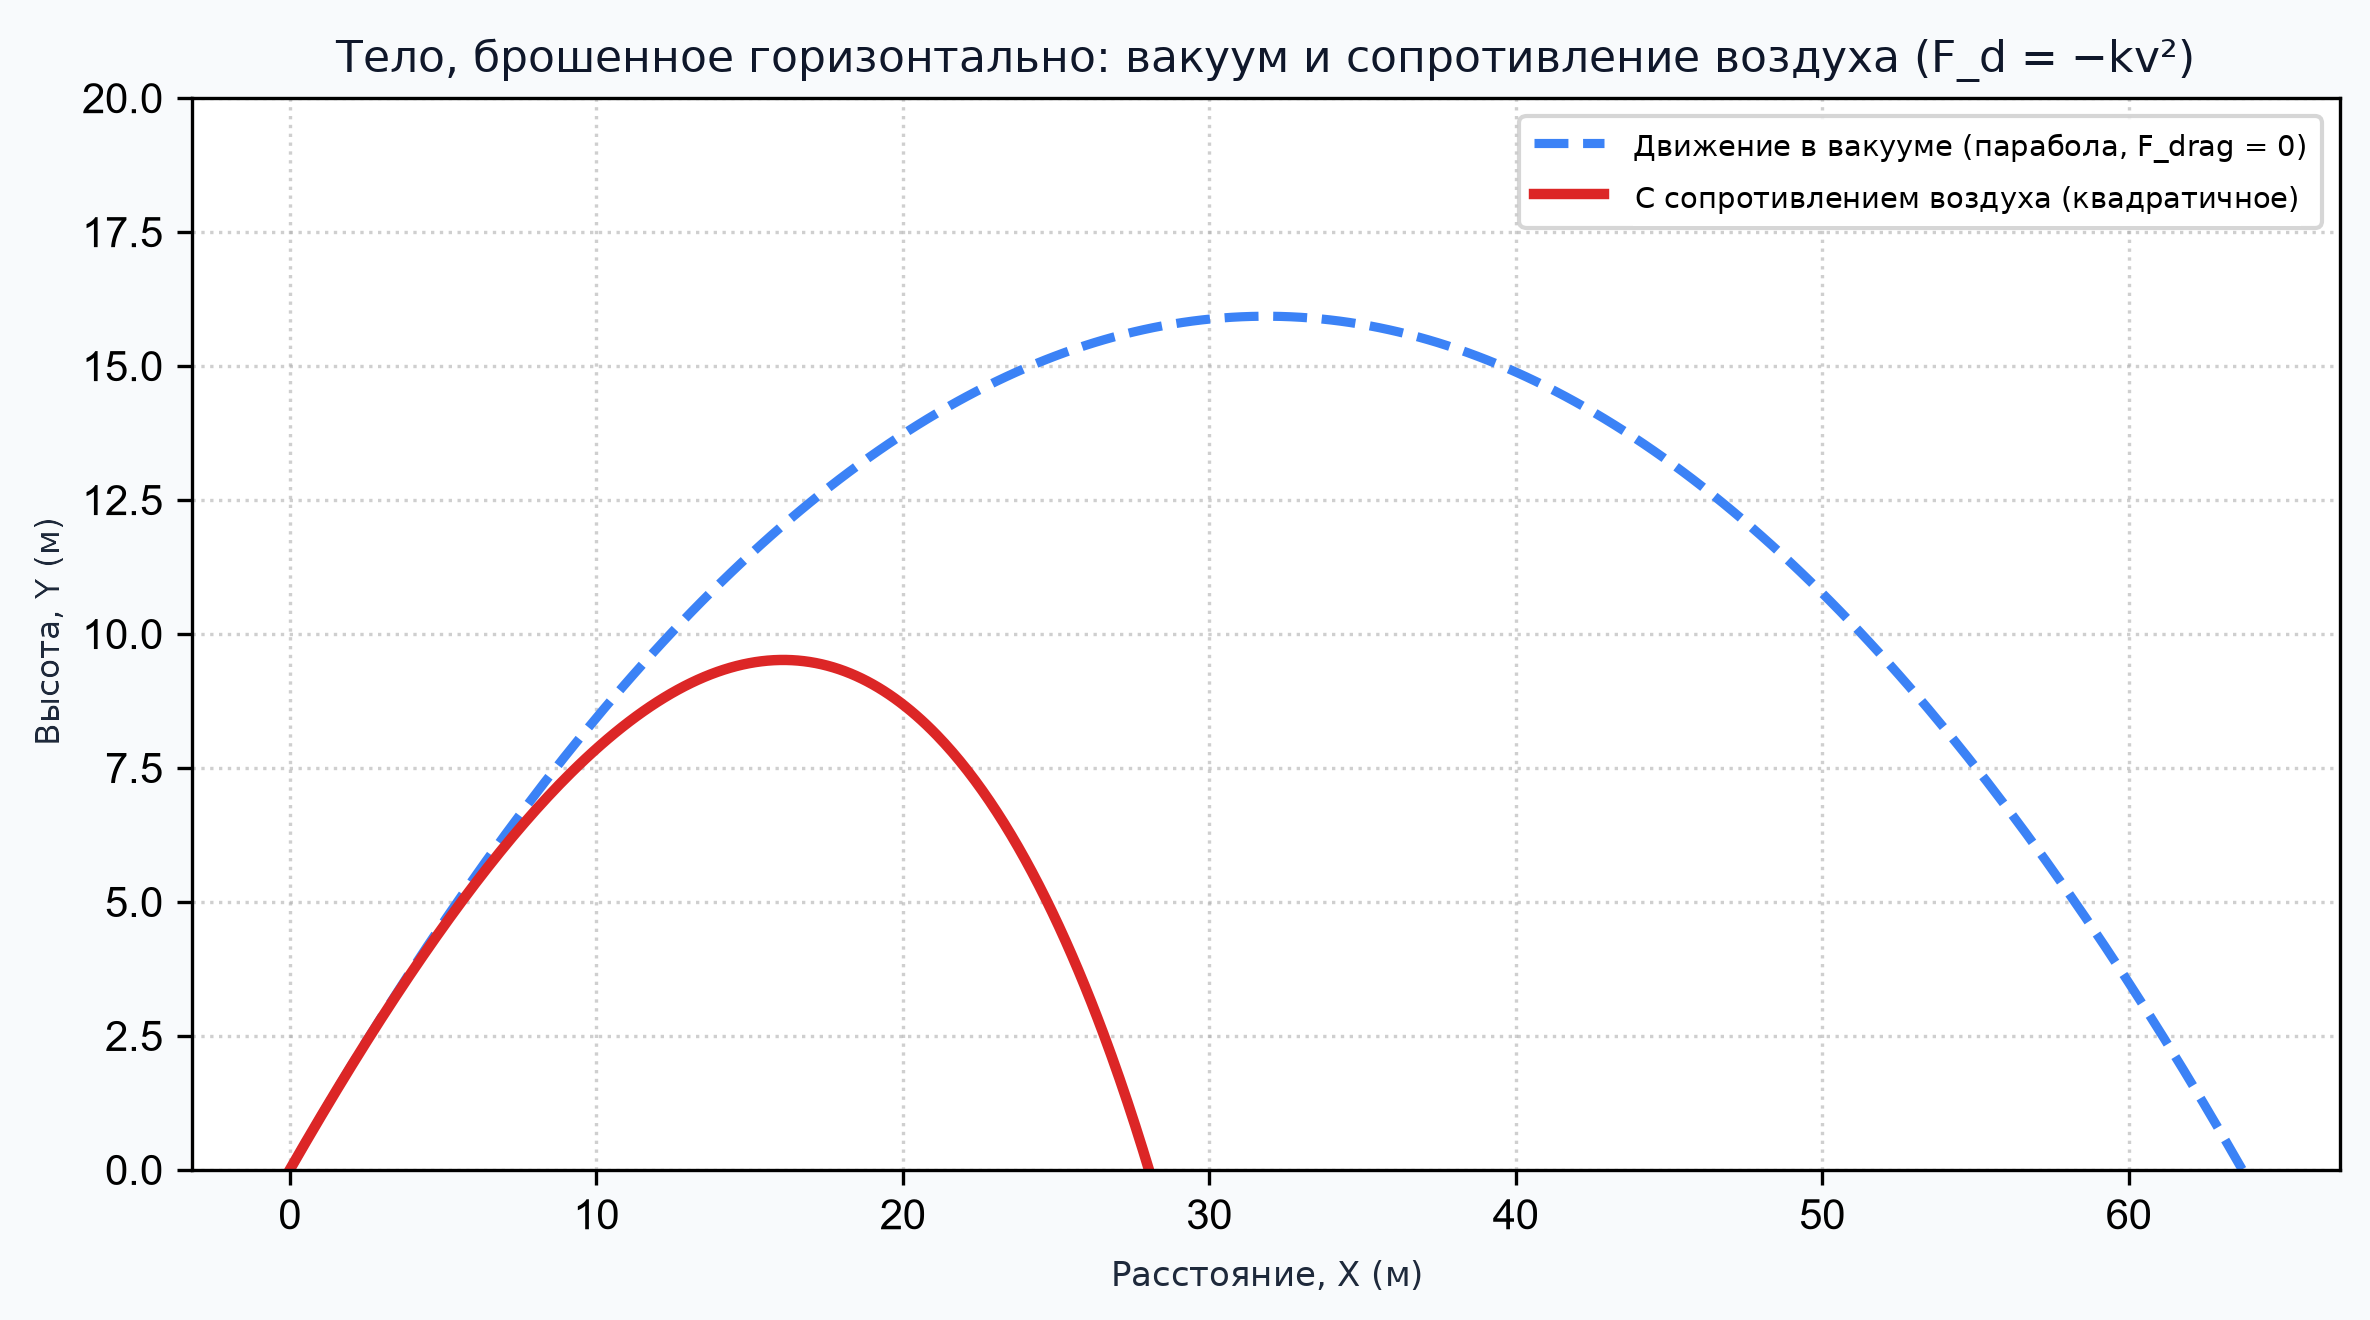 Тело, брошенное горизонтально: вакуум и сопротивление воздуха (F_d = −kv²)
Движение в вакууме (парабола, F_drag = 0)
С сопротивлением воздуха (квадратичное)
20.0
17.5
15.0
12.5
10.0
7.5
5.0
2.5
0.0
Высота, Y (м)
0 10 20 30 40 50 60
Расстояние, X (м)